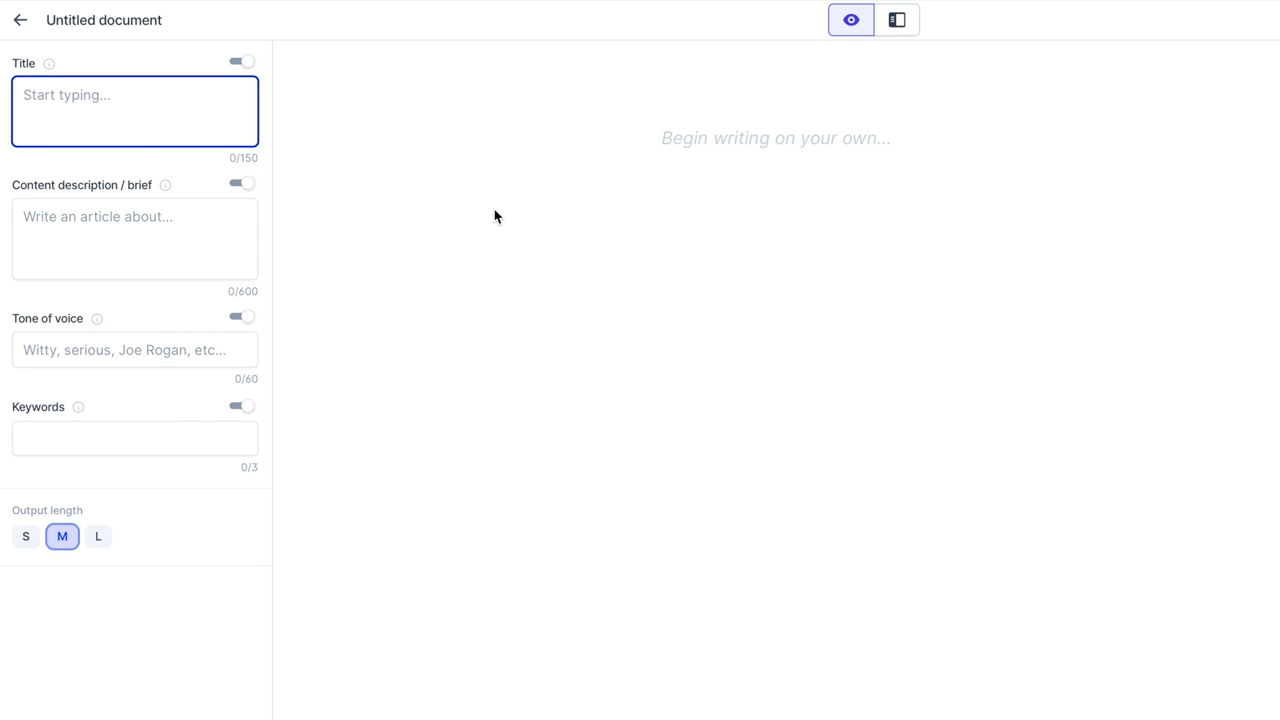 Untitled document
Title
Start typing...
0/150
Content description / brief
Write an article about...
0/600
Tone of voice
Witty, serious, Joe Rogan, etc...
0/60
Keywords
0/3
Output length
S M L
Begin writing on your own...